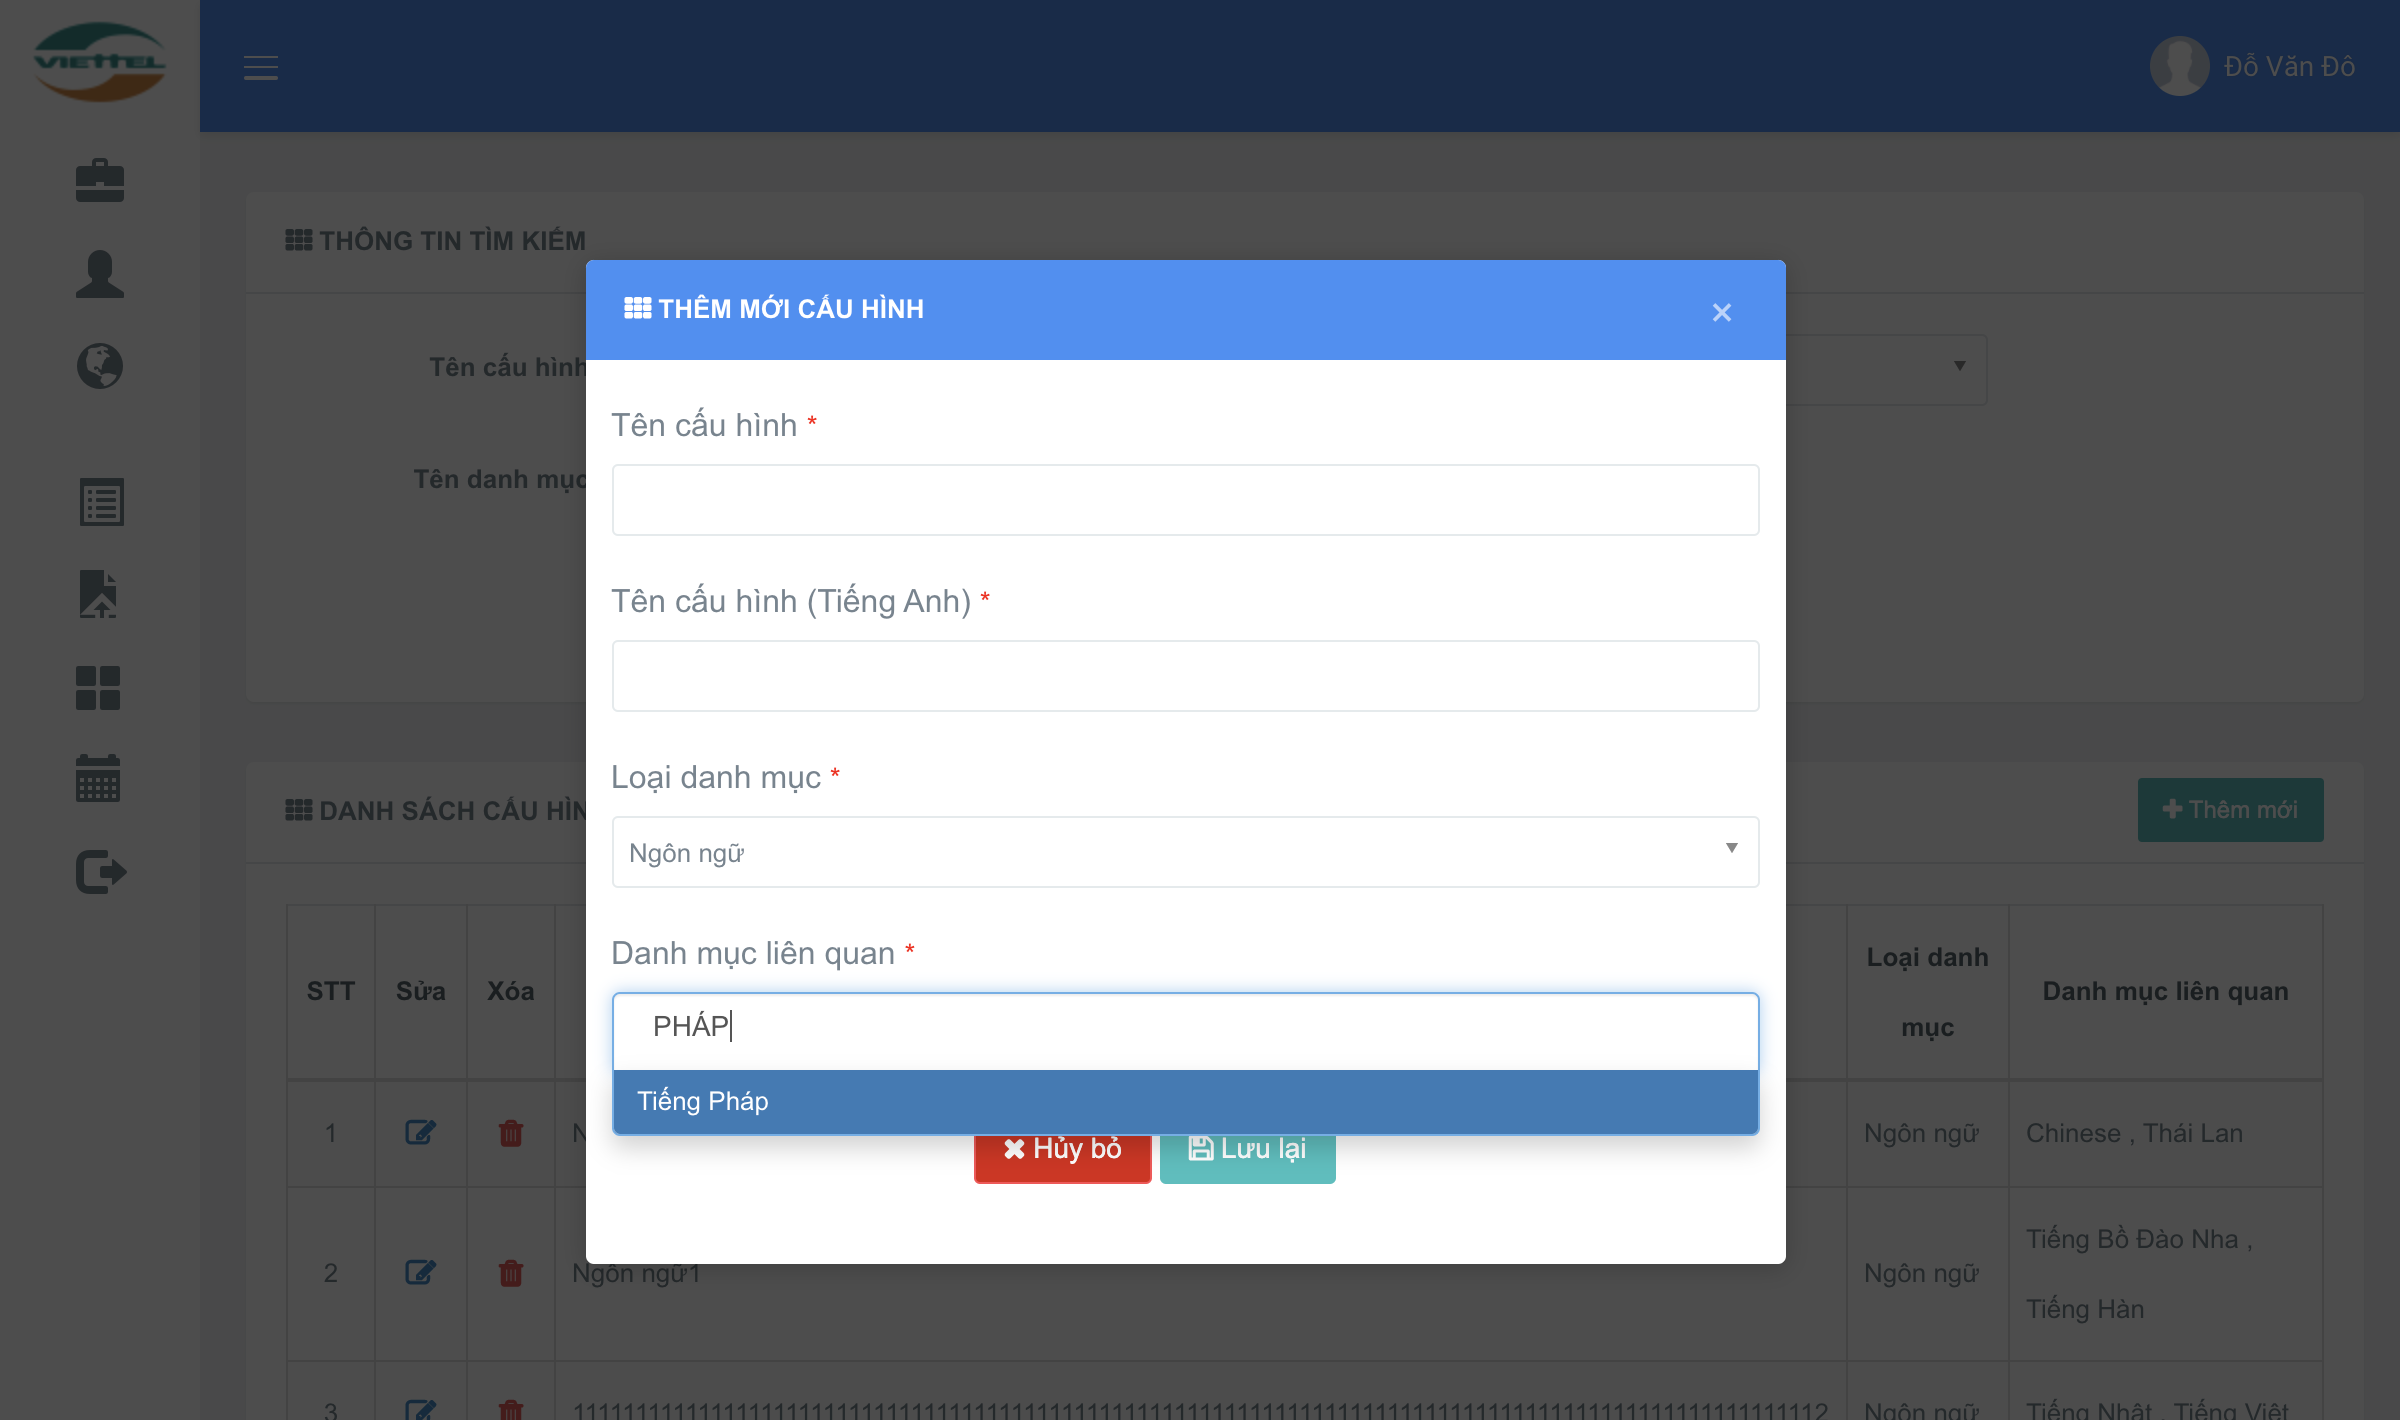 VIETTEL
Đỗ Văn Đô
THÔNG TIN TÌM KIẾM
Tên cấu hình
Tên danh mục
THÊM MỚI CẤU HÌNH
×
Tên cấu hình *
Tên cấu hình (Tiếng Anh) *
Loại danh mục *
Ngôn ngữ
Danh mục liên quan *
PHÁP
Tiếng Pháp
Hủy bỏ Lưu lại
DANH SÁCH CẤU HÌN
Thêm mới
STT Sửa Xóa Loại danh mục Danh mục liên quan
1 Ngôn ngữ Chinese , Thái Lan
2 Ngôn ngữ1 Ngôn ngữ Tiếng Bồ Đào Nha ,
Tiếng Hàn
3 Ngôn ngữ Tiếng Nhật , Tiếng Việt